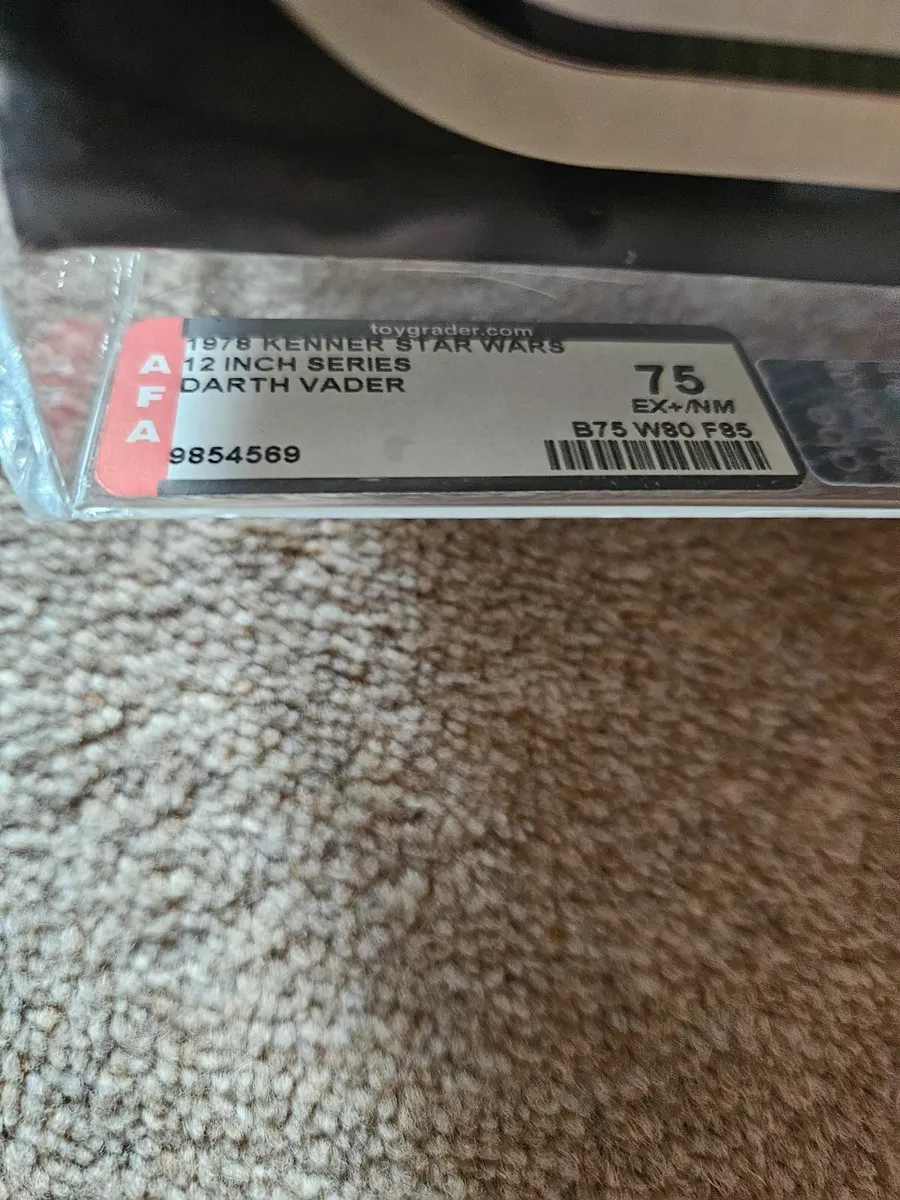 toygrader.com
1978 KENNER STAR WARS
12 INCH SERIES
DARTH VADER
AFA
75
EX+/NM
B75 W80 F85
9854569